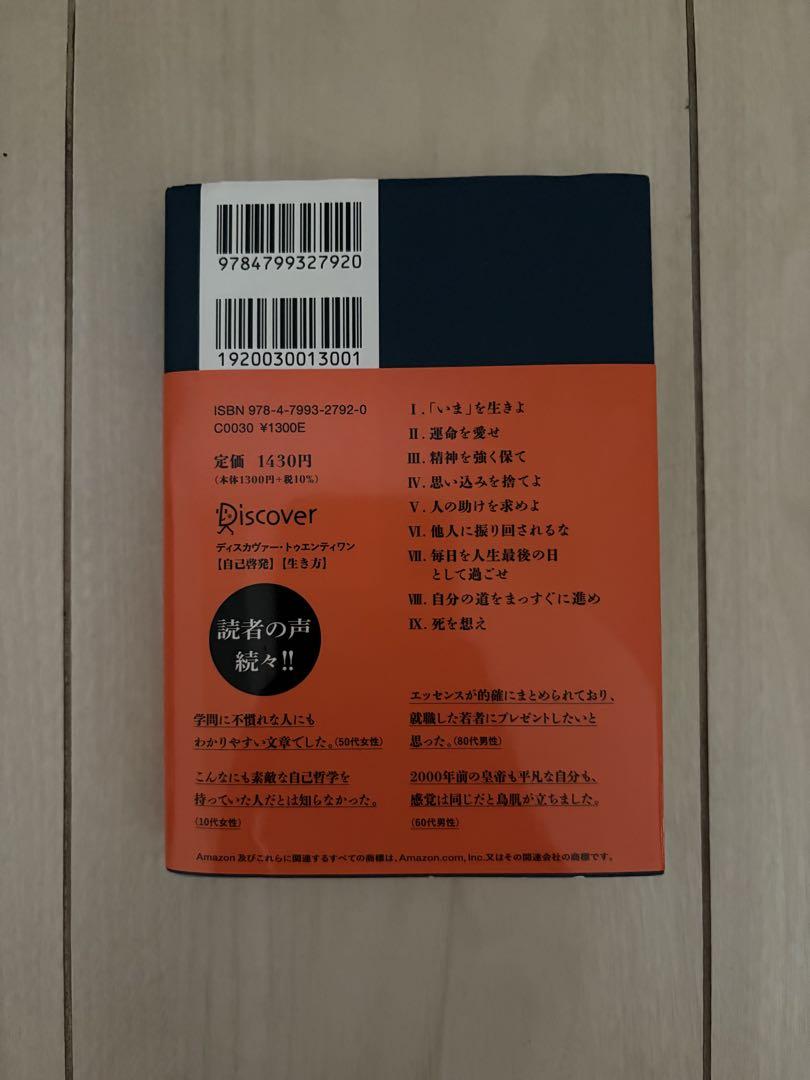 9784799327920
1920030013001
ISBN 978-4-7993-2792-0
C0030 ¥1300E
定価 1430円
(本体1300円+税10%)
Discover
ディスカヴァー・トゥエンティワン
【自己啓発】【生き方】
Ⅰ.「いま」を生きよ
Ⅱ. 運命を愛せ
Ⅲ. 精神を強く保て
Ⅳ. 思い込みを捨てよ
Ⅴ. 人の助けを求めよ
Ⅵ. 他人に振り回されるな
Ⅶ. 毎日を人生最後の日
として過ごせ
Ⅷ. 自分の道をまっすぐに進め
Ⅸ. 死を想え
読者の声
続々!!
学問に不慣れな人にも
わかりやすい文章でした。(50代女性)
こんなにも素敵な自己哲学を
持っていた人だとは知らなかった。
(10代女性)
エッセンスが的確にまとめられており、
就職した若者にプレゼントしたいと
思った。(80代男性)
2000年前の皇帝も平凡な自分も、
感覚は同じだと鳥肌が立ちました。
(60代男性)
Amazon 及びこれらに関連するすべての商標は、Amazon.com, Inc.又はその関連会社の商標です。